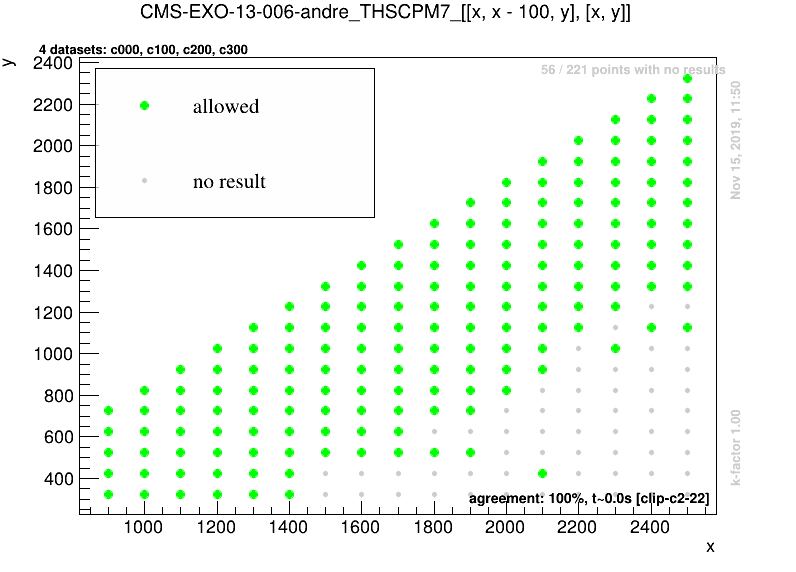 CMS-EXO-13-006-andre_THSCPM7_[[x, x - 100, y], [x, y]]
4 datasets: c000, c100, c200, c300
y
56 / 221 points with no results
allowed
no result
2400
2200
2000
1800
1600
1400
1200
1000
800
600
400
Nov 15, 2019, 11:50
k-factor 1.00
agreement: 100%, t~0.0s [clip-c2-22]
1000 1200 1400 1600 1800 2000 2200 2400
x